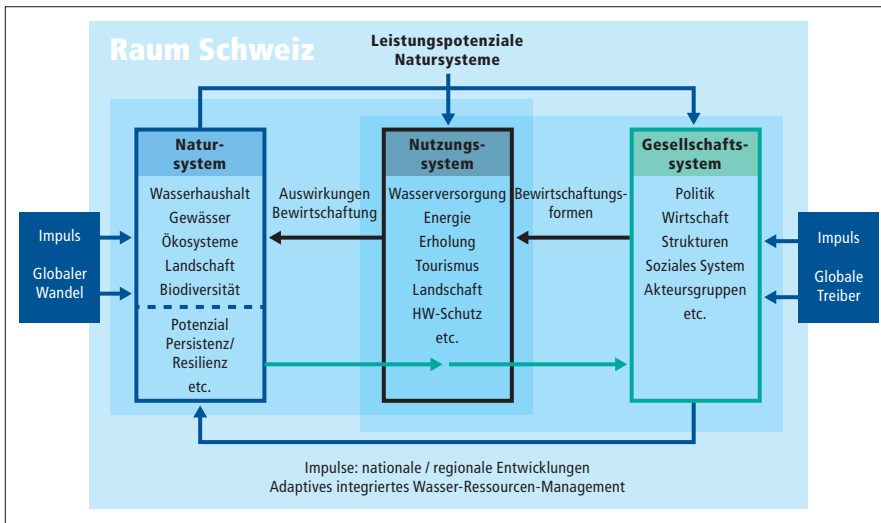 Raum Schweiz
Leistungspotenziale
Natursysteme
Natur-
system
Wasserhaushalt
Gewässer
Ökosysteme
Landschaft
Biodiversität
Potenzial
Persistenz/
Resilienz
etc.
Auswirkungen
Bewirtschaftung
Nutzungs-
system
Wasserversorgung
Energie
Erholung
Tourismus
Landschaft
HW-Schutz
etc.
Bewirtschaftungs-
formen
Gesellschafts-
system
Politik
Wirtschaft
Strukturen
Soziales System
Akteursgruppen
etc.
Impuls
Globaler
Wandel
Impuls
Globale
Treiber
Impulse: nationale / regionale Entwicklungen
Adaptives integriertes Wasser-Ressourcen-Management